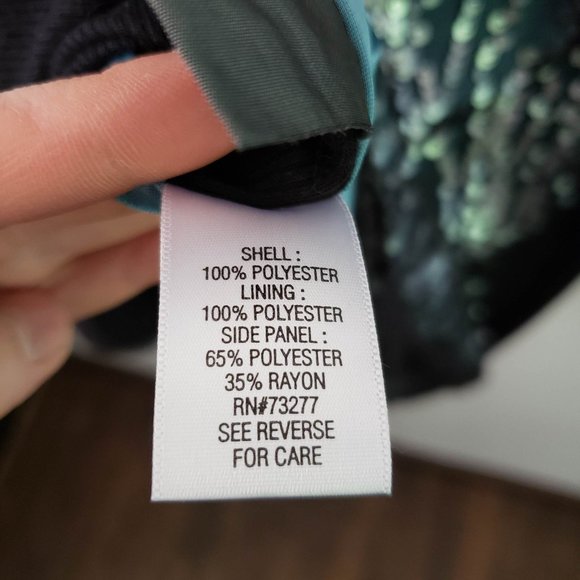 SHELL :
100% POLYESTER
LINING :
100% POLYESTER
SIDE PANEL :
65% POLYESTER
35% RAYON
RN#73277
SEE REVERSE
FOR CARE